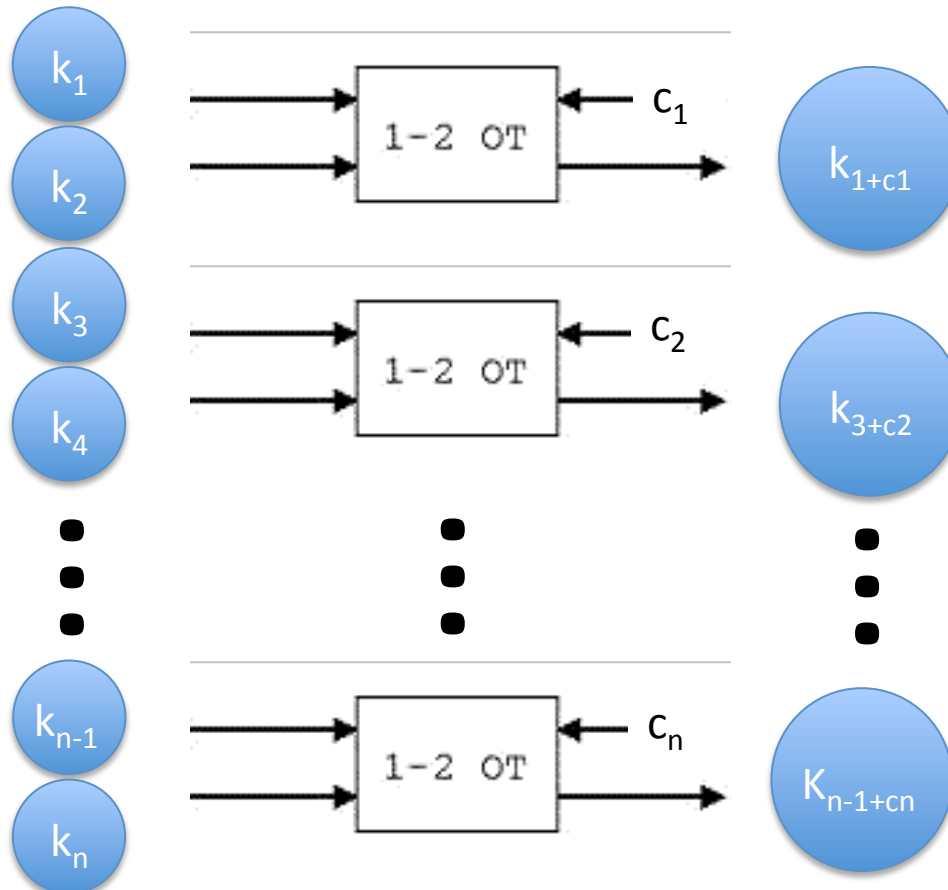 k1
c1
1-2 OT
k1+c1
k2
k3
c2
1-2 OT
k3+c2
k4
kn-1
cn
1-2 OT
Kn-1+cn
kn